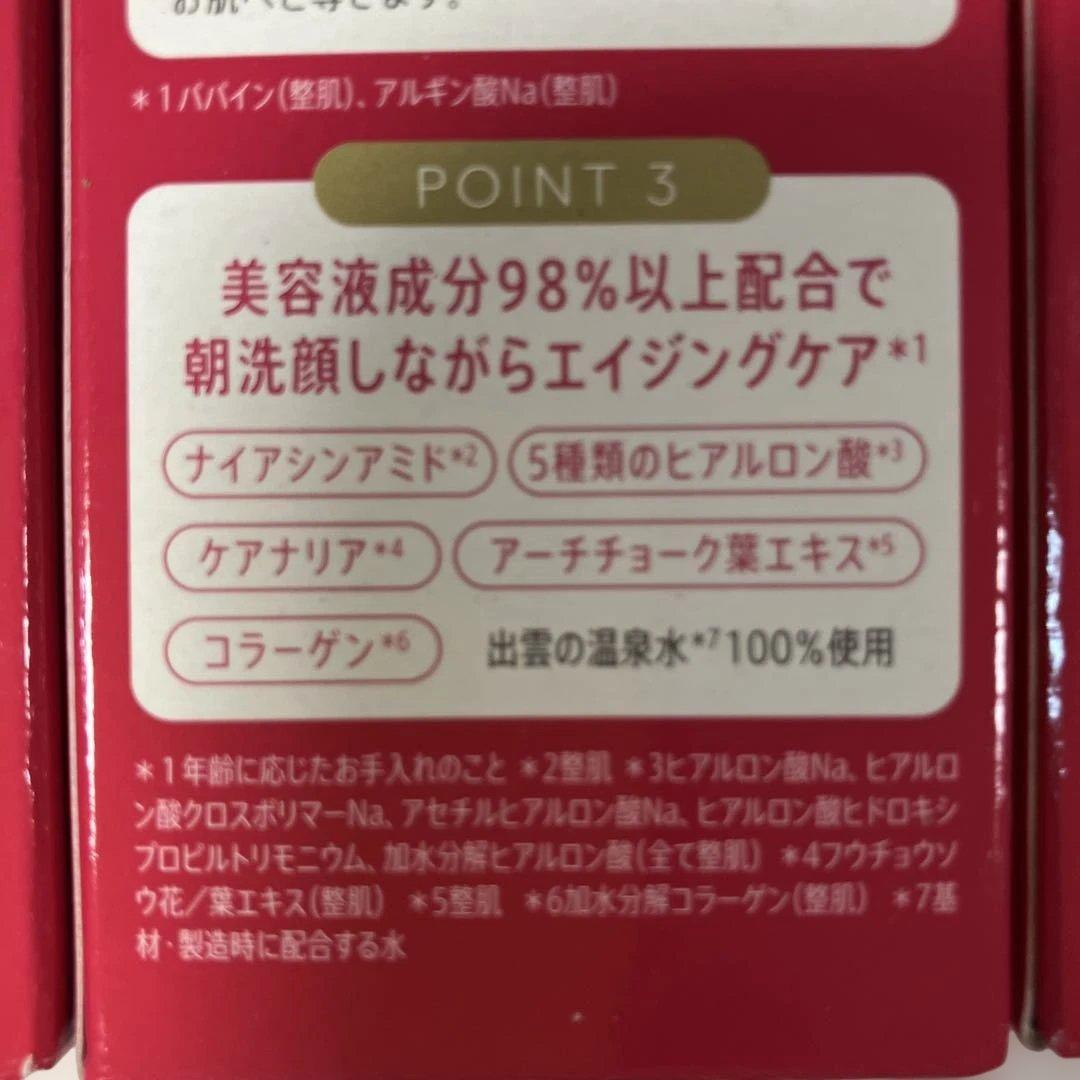 お肌へと導きます。
*1パパイン(整肌)、アルギン酸Na(整肌)
POINT 3
美容液成分98%以上配合で
朝洗顔しながらエイジングケア*1
ナイアシンアミド*2 5種類のヒアルロン酸*3
ケアナリア*4 アーチチョーク葉エキス*5
コラーゲン*6 出雲の温泉水*7100%使用
*1年齢に応じたお手入れのこと *2整肌 *3ヒアルロン酸Na、ヒアルロ
ン酸クロスポリマーNa、アセチルヒアルロン酸Na、ヒアルロン酸ヒドロキシ
プロピルトリモニウム、加水分解ヒアルロン酸(全て整肌) *4フウチョウソ
ウ花/葉エキス(整肌) *5整肌 *6加水分解コラーゲン(整肌) *7基
材・製造時に配合する水